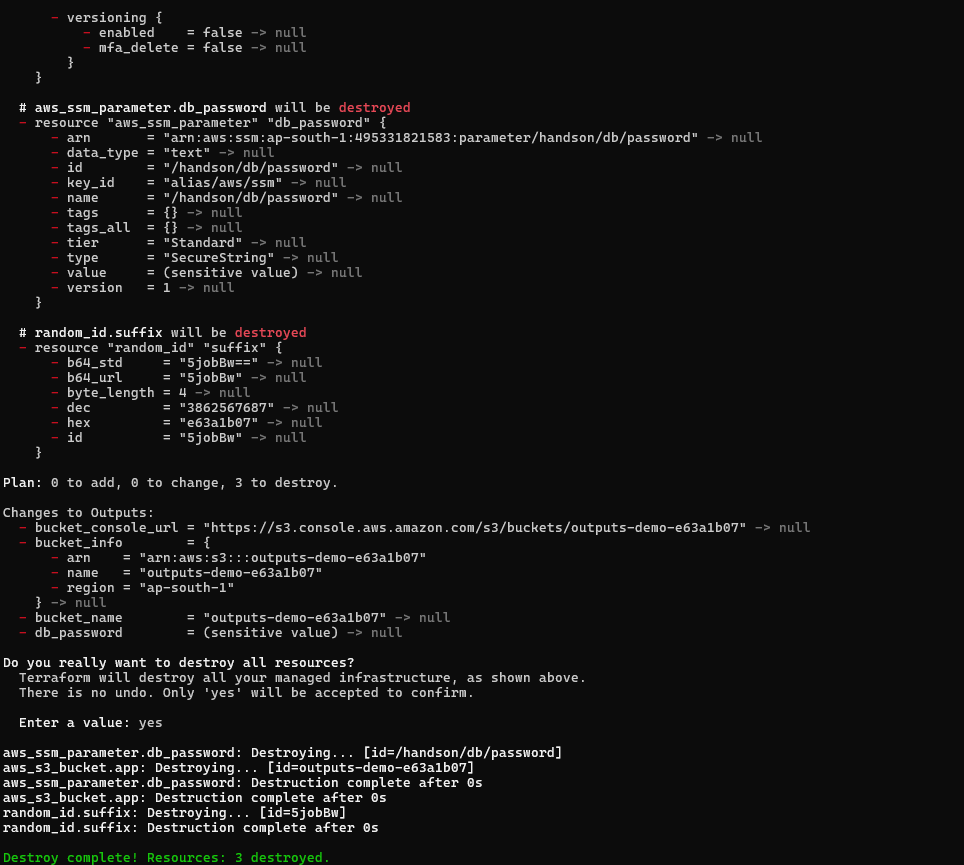 - versioning {
- enabled    = false -> null
- mfa_delete = false -> null
}
}
# aws_ssm_parameter.db_password will be destroyed
- resource "aws_ssm_parameter" "db_password" {
- arn       = "arn:aws:ssm:ap-south-1:495331821583:parameter/handson/db/password" -> null
- data_type = "text" -> null
- id        = "/handson/db/password" -> null
- key_id    = "alias/aws/ssm" -> null
- name      = "/handson/db/password" -> null
- tags      = {} -> null
- tags_all  = {} -> null
- tier      = "Standard" -> null
- type      = "SecureString" -> null
- value     = (sensitive value) -> null
- version   = 1 -> null
}
# random_id.suffix will be destroyed
- resource "random_id" "suffix" {
- b64_std     = "5jobBw==" -> null
- b64_url     = "5jobBw" -> null
- byte_length = 4 -> null
- dec         = "3862567687" -> null
- hex         = "e63a1b07" -> null
- id          = "5jobBw" -> null
}
Plan: 0 to add, 0 to change, 3 to destroy.
Changes to Outputs:
- bucket_console_url = "https://s3.console.aws.amazon.com/s3/buckets/outputs-demo-e63a1b07" -> null
- bucket_info        = {
- arn    = "arn:aws:s3:::outputs-demo-e63a1b07"
- name   = "outputs-demo-e63a1b07"
- region = "ap-south-1"
} -> null
- bucket_name        = "outputs-demo-e63a1b07" -> null
- db_password        = (sensitive value) -> null
Do you really want to destroy all resources?
Terraform will destroy all your managed infrastructure, as shown above.
There is no undo. Only 'yes' will be accepted to confirm.
Enter a value: yes
aws_ssm_parameter.db_password: Destroying... [id=/handson/db/password]
aws_s3_bucket.app: Destroying... [id=outputs-demo-e63a1b07]
aws_ssm_parameter.db_password: Destruction complete after 0s
aws_s3_bucket.app: Destruction complete after 0s
random_id.suffix: Destroying... [id=5jobBw]
random_id.suffix: Destruction complete after 0s
Destroy complete! Resources: 3 destroyed.